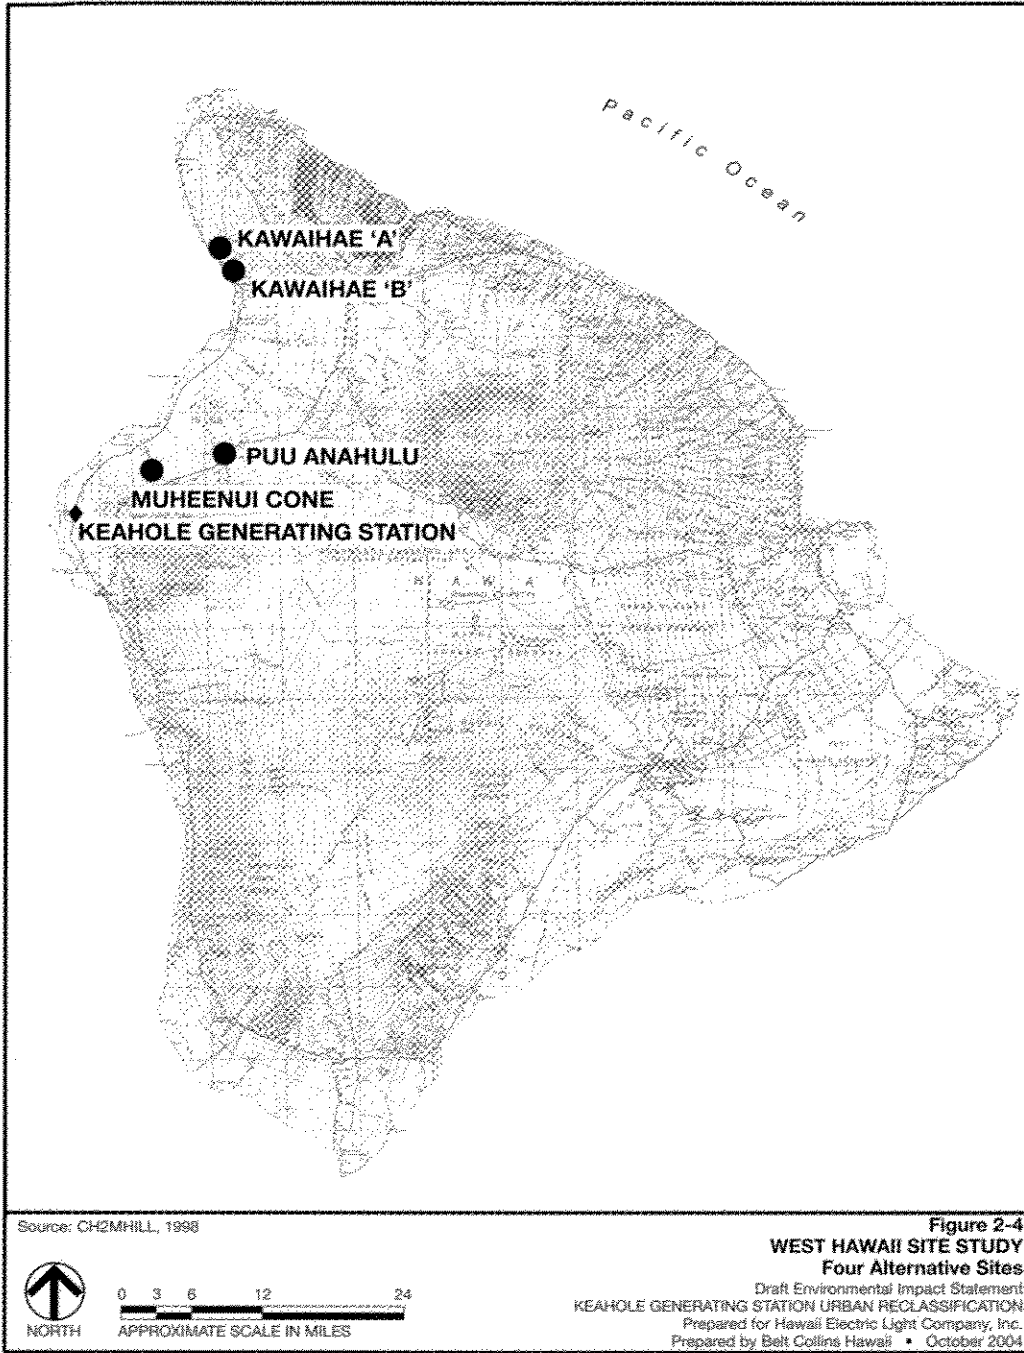 Pacific Ocean
KAWAIHAE 'A'
KAWAIHAE 'B'
PUU ANAHULU
MUHEENUI CONE
KEAHOLE GENERATING STATION
H A W A I I
Source: CH2MHILL, 1998
NORTH
0 3 6 12 24
APPROXIMATE SCALE IN MILES
Figure 2-4
WEST HAWAII SITE STUDY
Four Alternative Sites
Draft Environmental Impact Statement
KEAHOLE GENERATING STATION URBAN RECLASSIFICATION
Prepared for Hawaii Electric Light Company, Inc.
Prepared by Belt Collins Hawaii • October 2004